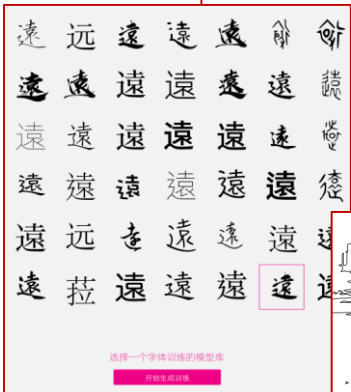 遠 远 遠 遠 遠
遠 遠 遠 遠 遠 遠 遠
遠 遠 遠 遠 遠 遠
遠 遠 遠 遠 遠 遠
遠 远 遠 遠 遠
遠 菈 遠 遠 遠 遠
选择一个字体训练的模型库
开始生成训练